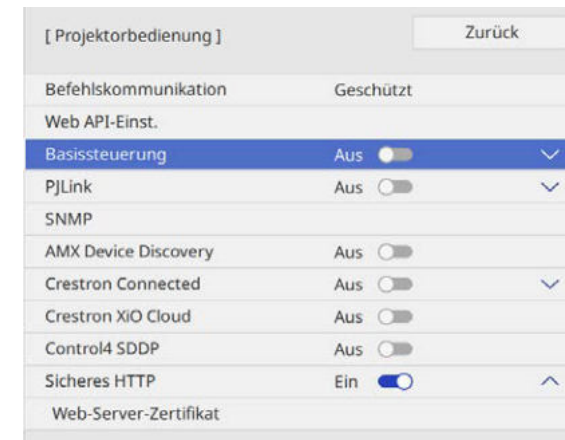 [ Projektorbedienung ] Zurück
Befehlskommunikation Geschützt
Web API-Einst.
Basissteuerung Aus
PJLink Aus
SNMP
AMX Device Discovery Aus
Crestron Connected Aus
Crestron XiO Cloud Aus
Control4 SDDP Aus
Sicheres HTTP Ein
Web-Server-Zertifikat